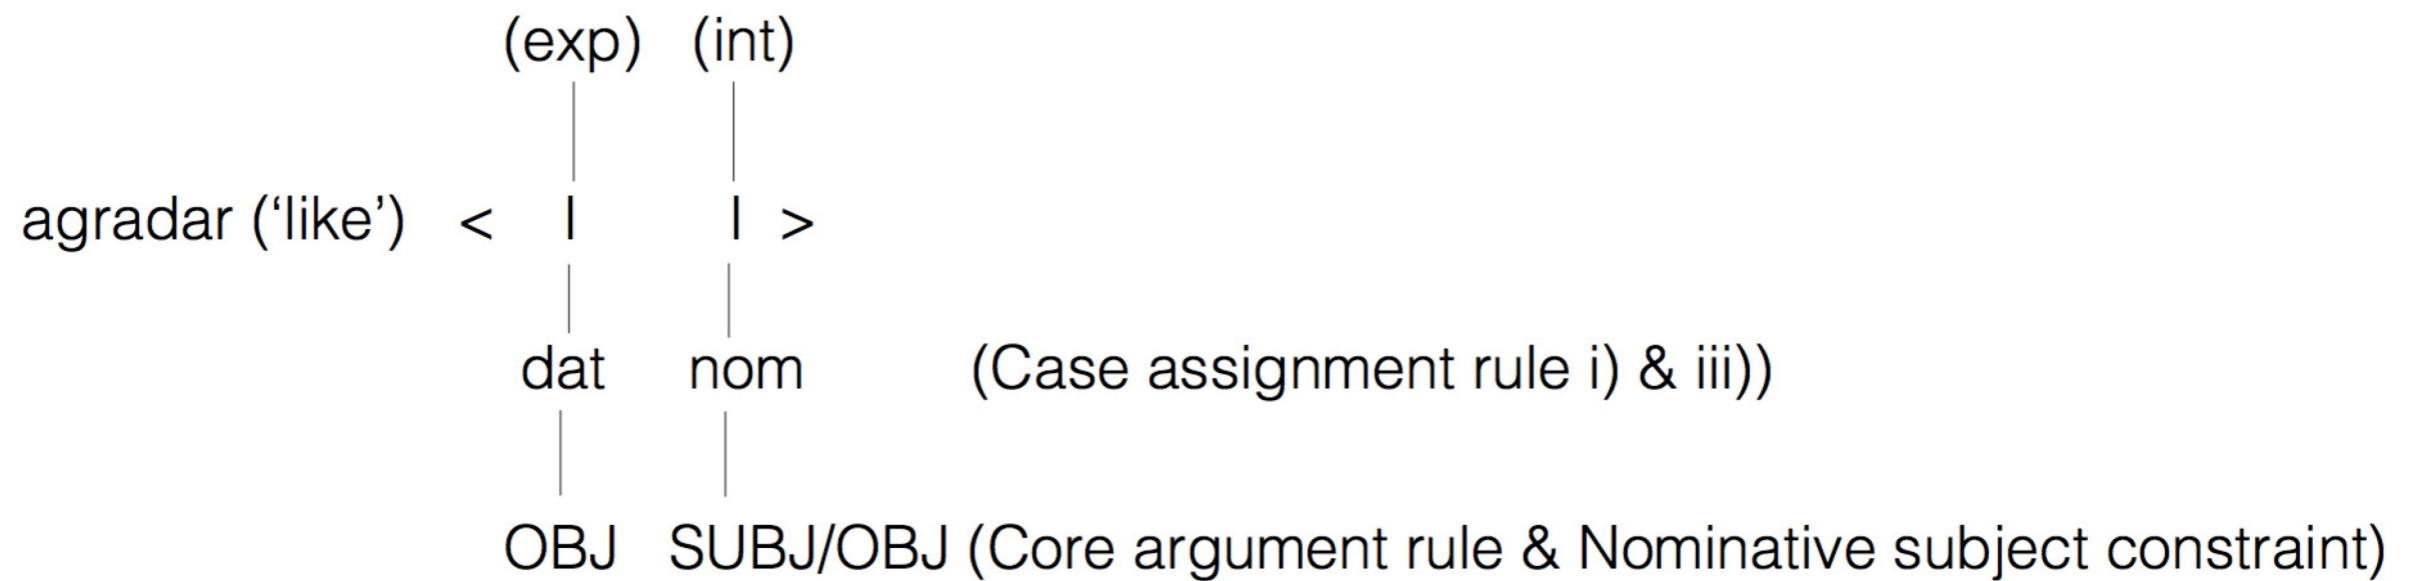 (exp) (int)
agradar (‘like’) < I I >
dat nom (Case assignment rule i) & iii))
OBJ SUBJ/OBJ (Core argument rule & Nominative subject constraint)